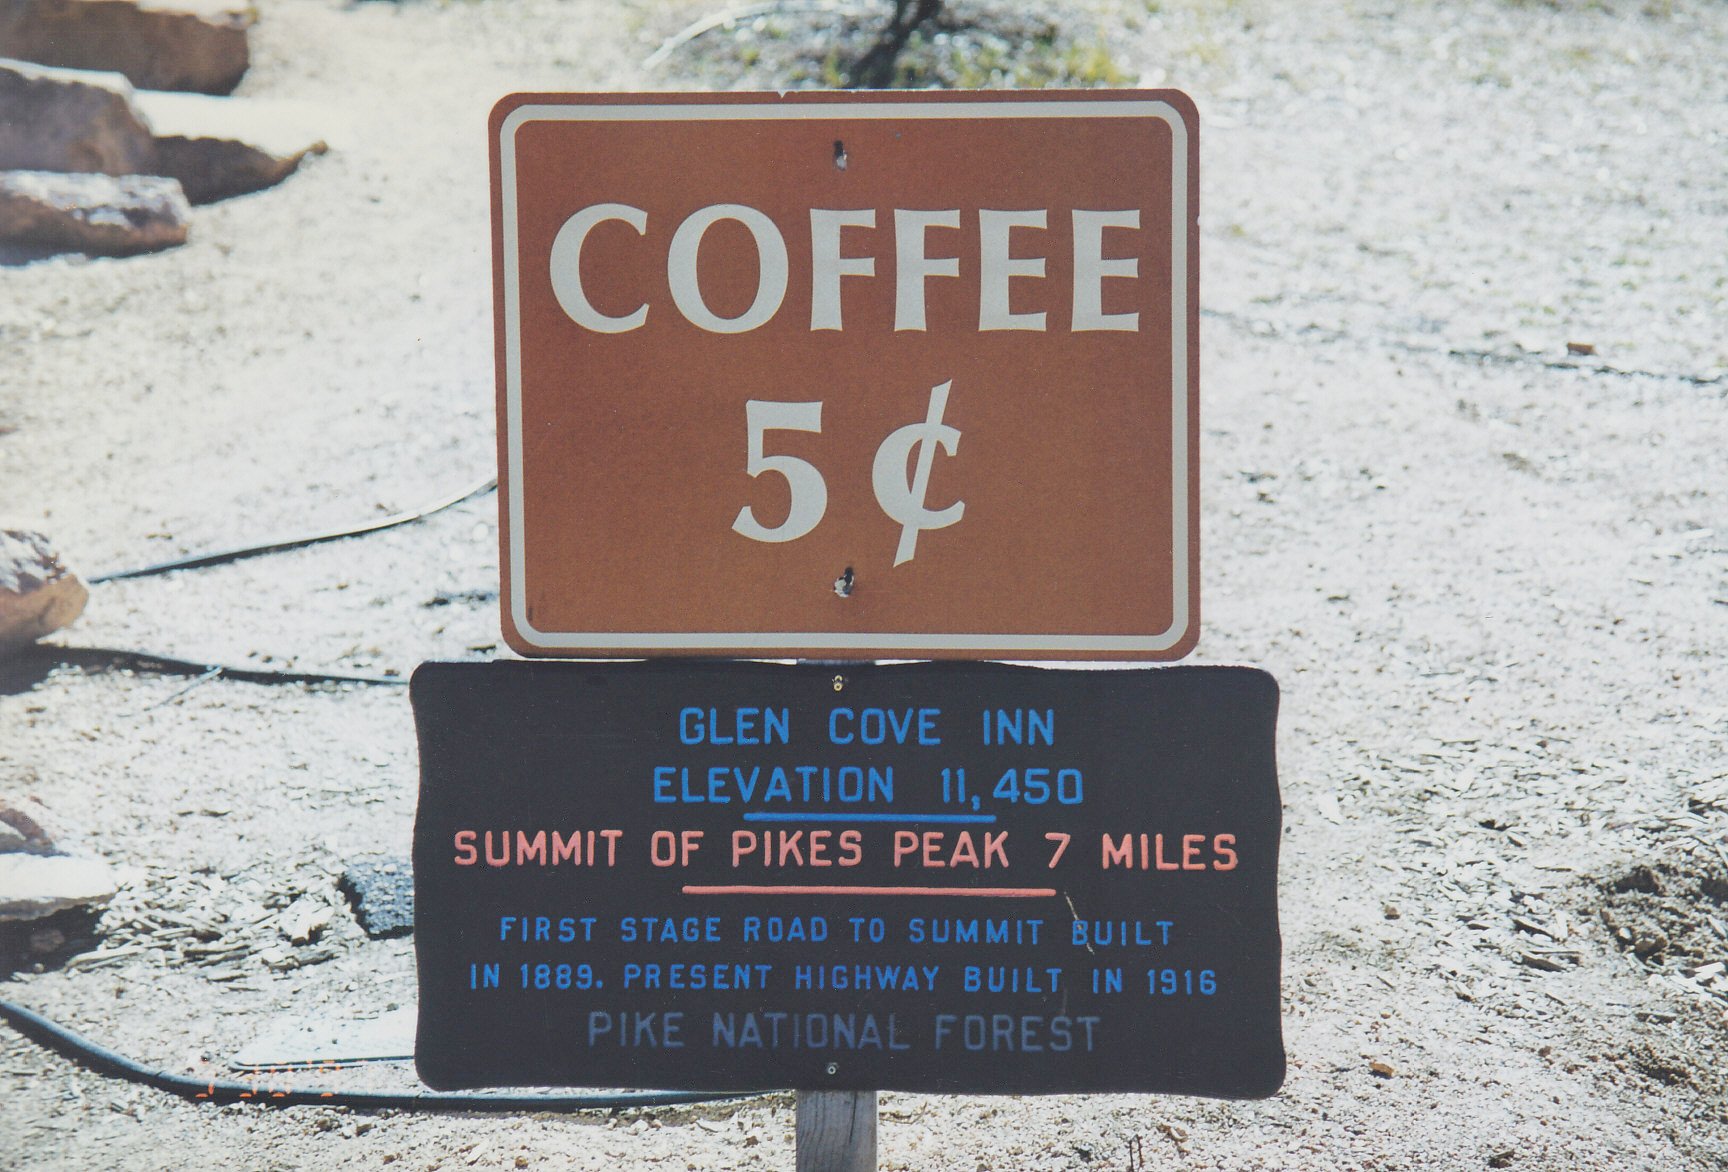 COFFEE
5¢
GLEN COVE INN
ELEVATION 11,450
SUMMIT OF PIKES PEAK 7 MILES
FIRST STAGE ROAD TO SUMMIT BUILT
IN 1889. PRESENT HIGHWAY BUILT IN 1916
PIKE NATIONAL FOREST